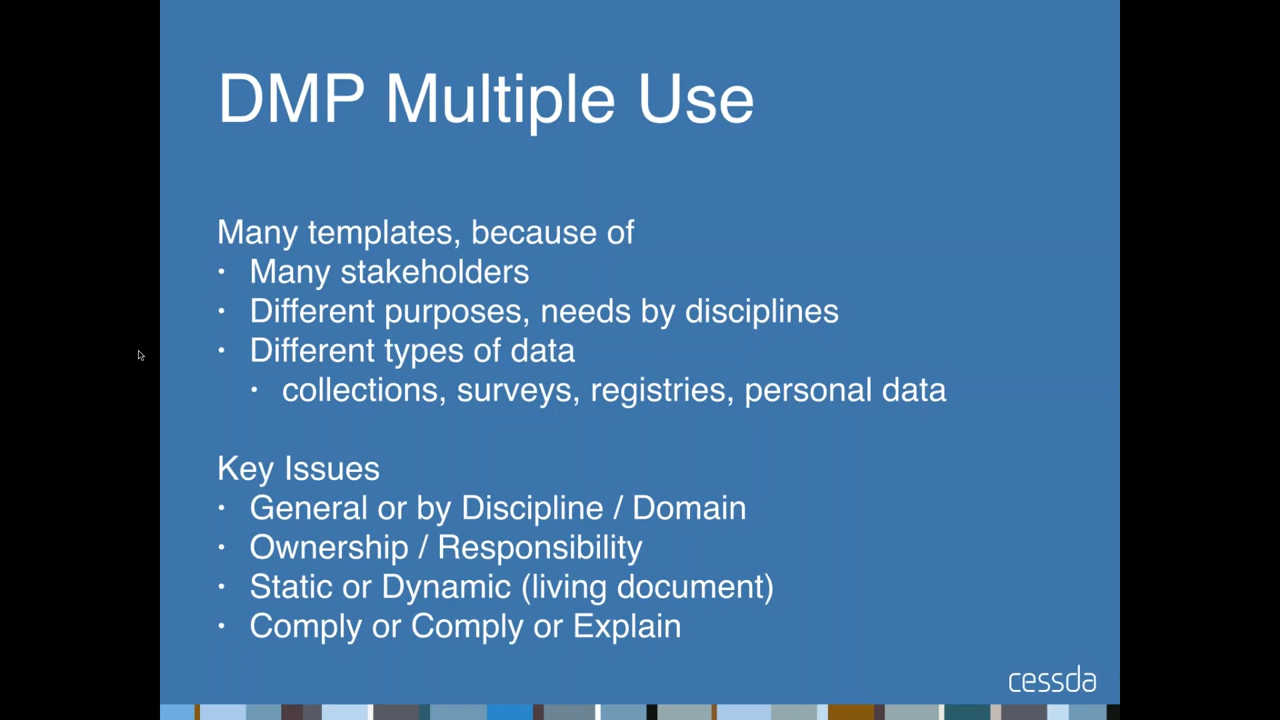 DMP Multiple Use
Many templates, because of
• Many stakeholders
• Different purposes, needs by disciplines
• Different types of data
• collections, surveys, registries, personal data
Key Issues
• General or by Discipline / Domain
• Ownership / Responsibility
• Static or Dynamic (living document)
• Comply or Comply or Explain
cessda